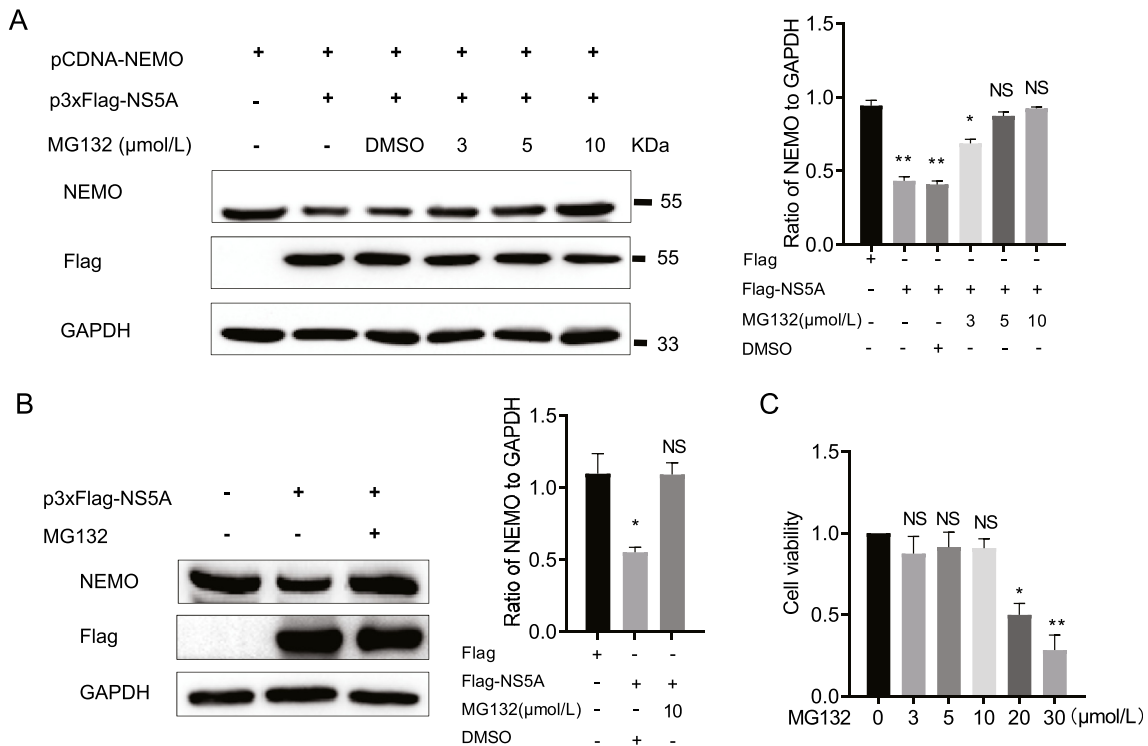 A
pCDNA-NEMO + + + + + +
p3xFlag-NS5A - + + + + +
MG132 (μmol/L) - - DMSO 3 5 10 KDa
NEMO 55
Flag 55
GAPDH 33
Ratio of NEMO to GAPDH
1.5
1.0
0.5
0.0
** ** * NS NS
Flag + - - - - -
Flag-NS5A - + + + + +
MG132(μmol/L) - - - 3 5 10
DMSO - - + - - -
B
p3xFlag-NS5A - + +
MG132 - - +
NEMO
Flag
GAPDH
Ratio of NEMO to GAPDH
1.5
1.0
0.5
0.0
* NS
Flag + - -
Flag-NS5A - + +
MG132(μmol/L) - - 10
DMSO - + -
C
Cell viability
1.5
1.0
0.5
0.0
NS NS NS * **
MG132 0 3 5 10 20 30 (μmol/L)